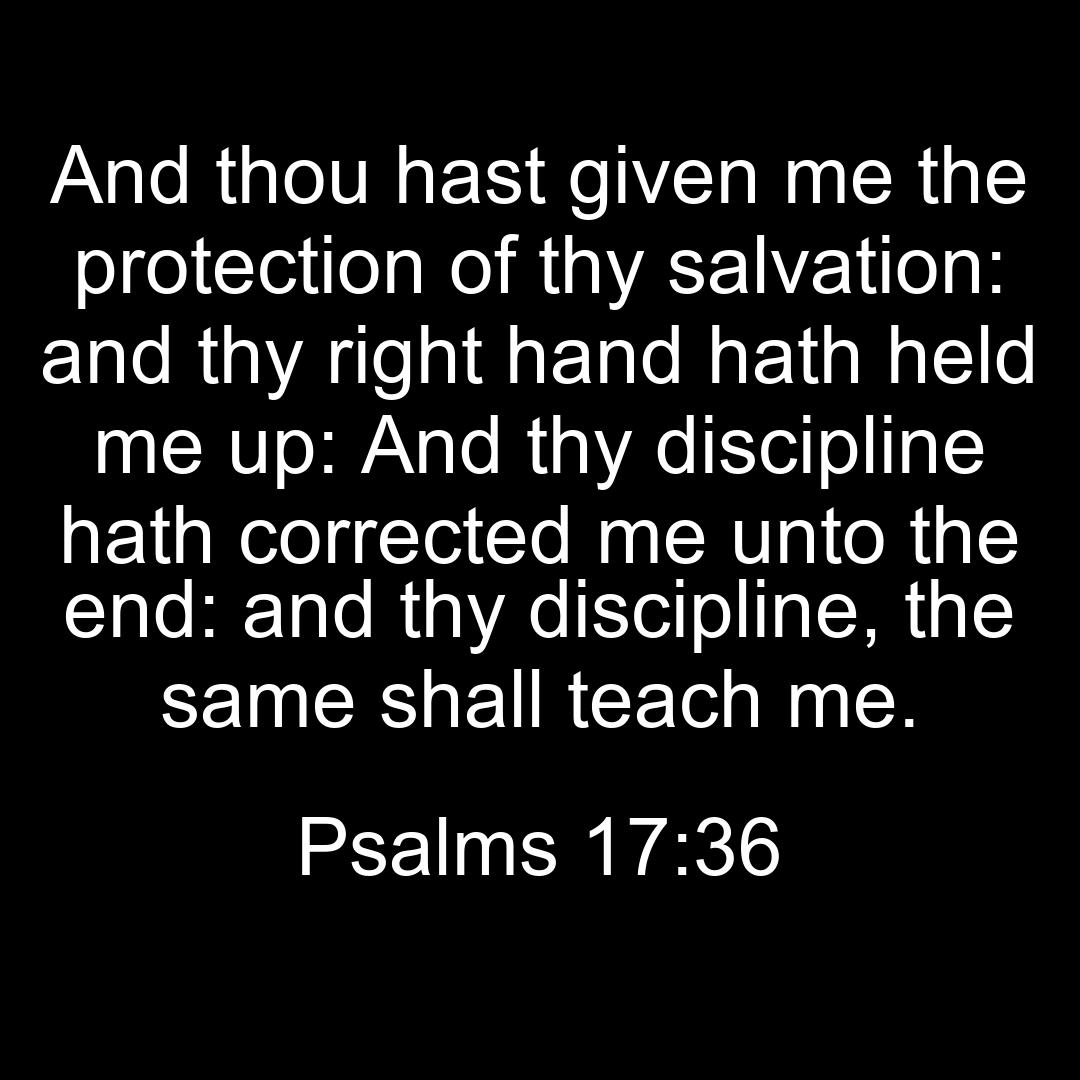 And thou hast given me the
protection of thy salvation:
and thy right hand hath held
me up: And thy discipline
hath corrected me unto the
end: and thy discipline, the
same shall teach me.
Psalms 17:36